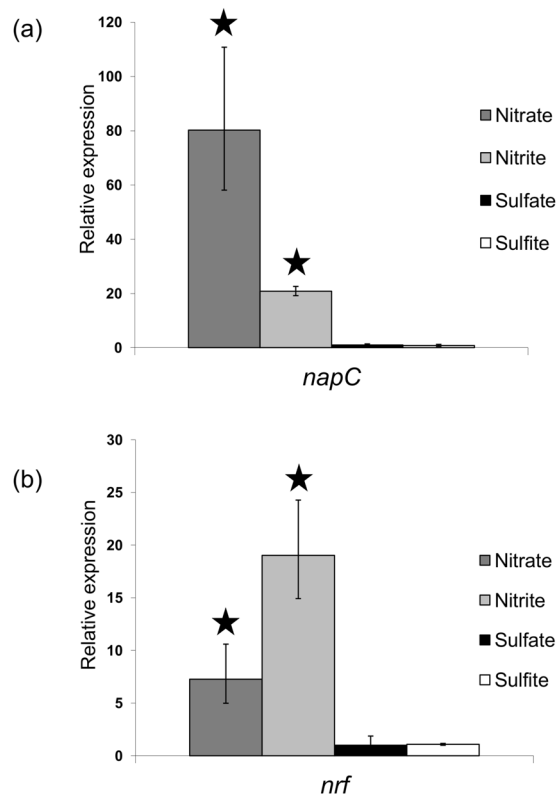 (a)
Relative expression
120
100
80
60
40
20
0
Nitrate
Nitrite
Sulfate
Sulfite
napC
(b)
Relative expression
30
25
20
15
10
5
0
Nitrate
Nitrite
Sulfate
Sulfite
nrf